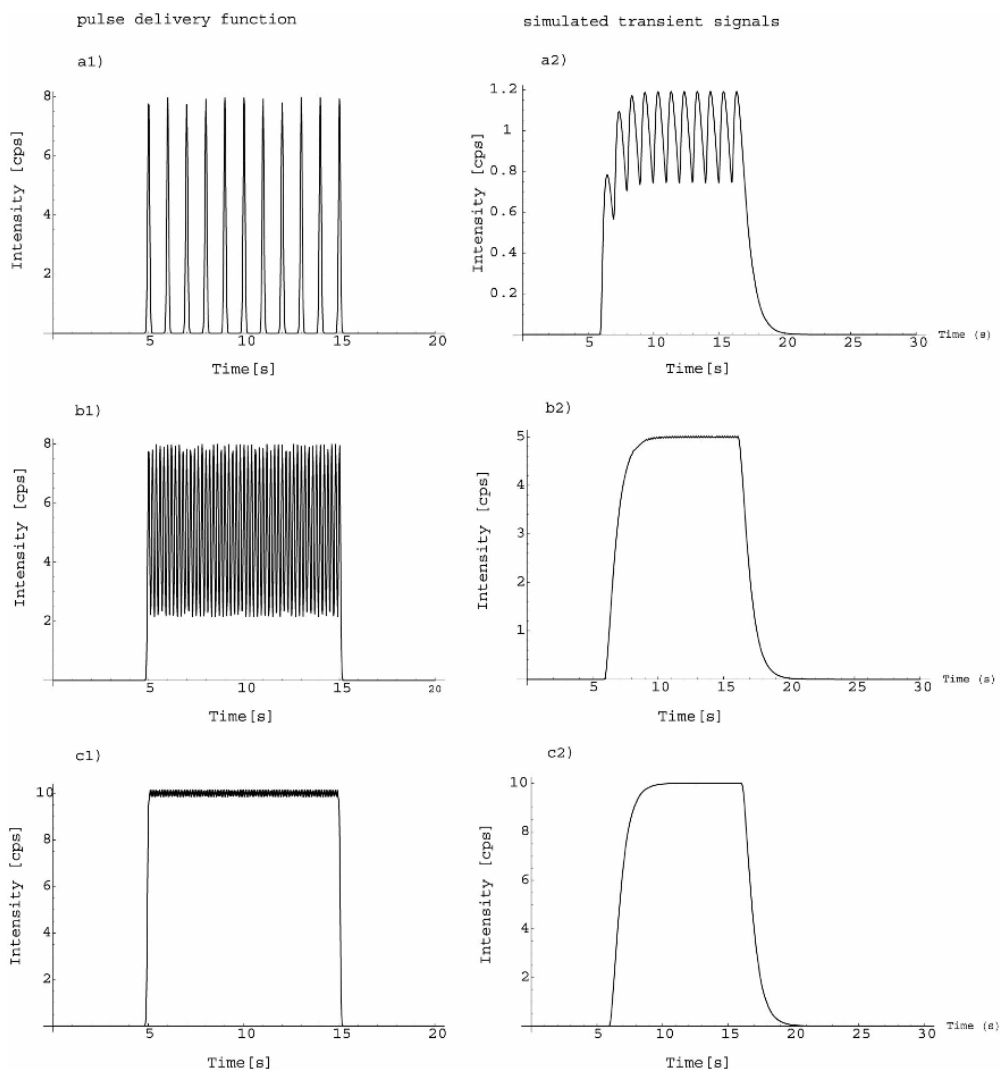 pulse delivery function
simulated transient signals
a1)
a2)
8
6
4
2
Intensity [cps]
5
10
15
20
Time[s]
1.2
1
0.8
0.6
0.4
0.2
Intensity [cps]
5
10
15
20
25
30
Time (s)
Time[s]
b1)
b2)
8
6
4
2
Intensity [cps]
5
10
15
20
Time[s]
5
4
3
2
1
Intensity [cps]
5
10
15
20
25
30
Time (s)
Time[s]
c1)
c2)
10
8
6
4
2
Intensity [cps]
5
10
15
20
Time[s]
10
8
6
4
2
Intensity [cps]
5
10
15
20
25
30
Time (s)
Time[s]